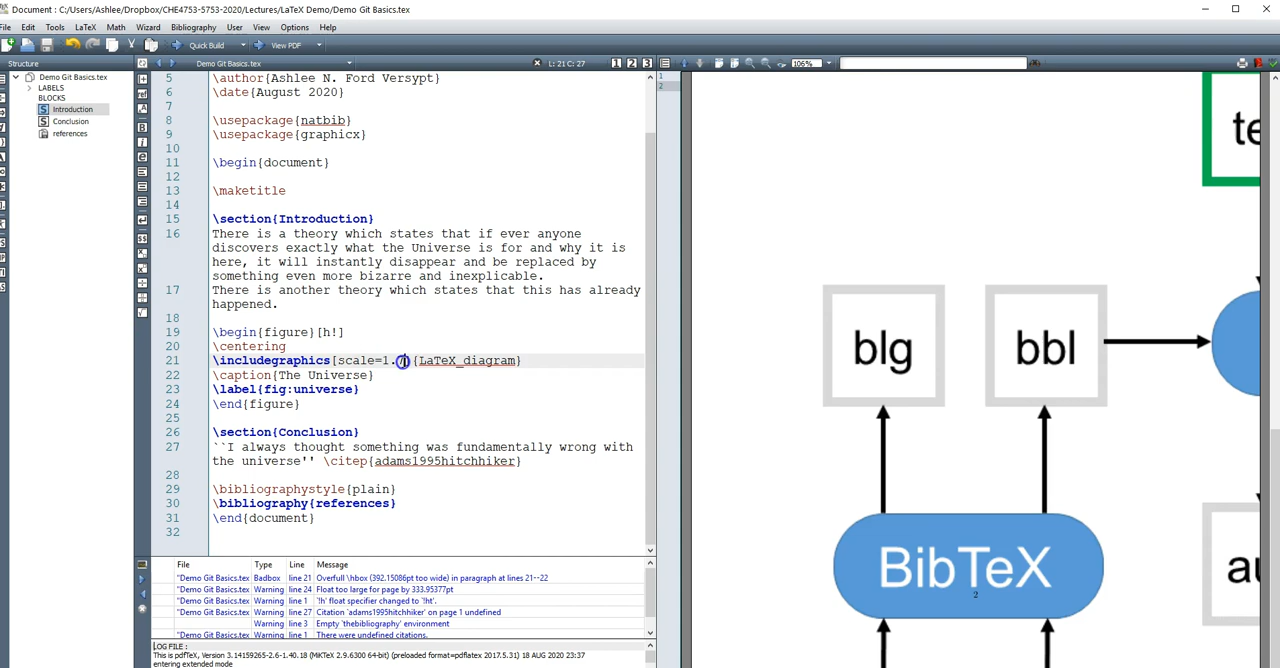 Document : C:/Users/Ashlee/Dropbox/CHE4753-5753-2020/Lectures/LaTeX Demo/Demo Git Basics.tex
File Edit Tools LaTeX Math Wizard Bibliography User View Options Help
Quick Build View PDF
Structure Demo Git Basics.tex L: 21 C: 27 1 2 3 106%
Demo Git Basics.tex
LABELS
BLOCKS
Introduction
Conclusion
references
5 \author{Ashlee N. Ford Versypt}
6 \date{August 2020}
7
8 \usepackage{natbib}
9 \usepackage{graphicx}
10
11 \begin{document}
12
13 \maketitle
14
15 \section{Introduction}
16 There is a theory which states that if ever anyone
discovers exactly what the Universe is for and why it is
here, it will instantly disappear and be replaced by
something even more bizarre and inexplicable.
17 There is another theory which states that this has already
happened.
18
19 \begin{figure}[h!]
20 \centering
21 \includegraphics[scale=1.
{LaTeX_diagram}
22 \caption{The Universe}
23 \label{fig:universe}
24 \end{figure}
25
26 \section{Conclusion}
27 ``I always thought something was fundamentally wrong with
the universe'' \citep{adams1995hitchhiker}
28
29 \bibliographystyle{plain}
30 \bibliography{references}
31 \end{document}
32
File Type Line Message
"Demo Git Basics.tex Badbox line 21 Overfull \hbox (392.15086pt too wide) in paragraph at lines 21--22
"Demo Git Basics.tex Warning line 24 Float too large for page by 333.95377pt
"Demo Git Basics.tex Warning line 1 `!h' float specifier changed to `!ht'.
"Demo Git Basics.tex Warning line 27 Citation `adams1995hitchhiker' on page 1 undefined
Warning line 3 Empty `thebibliography' environment
"Demo Git Basics.tex Warning line 1 There were undefined citations.
LOG FILE :
This is pdfTeX, Version 3.14159265-2.6-1.40.18 (MiKTeX 2.9.6300 64-bit) (preloaded format=pdflatex 2017.5.31) 18 AUG 2020 23:37
entering extended mode
1
2
te
blg
bbl
BibTeX
au
2